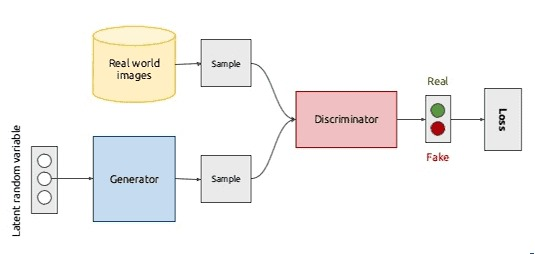 Real world
images
Sample
Real
Discriminator
Loss
Fake
Latent random variable
Generator
Sample